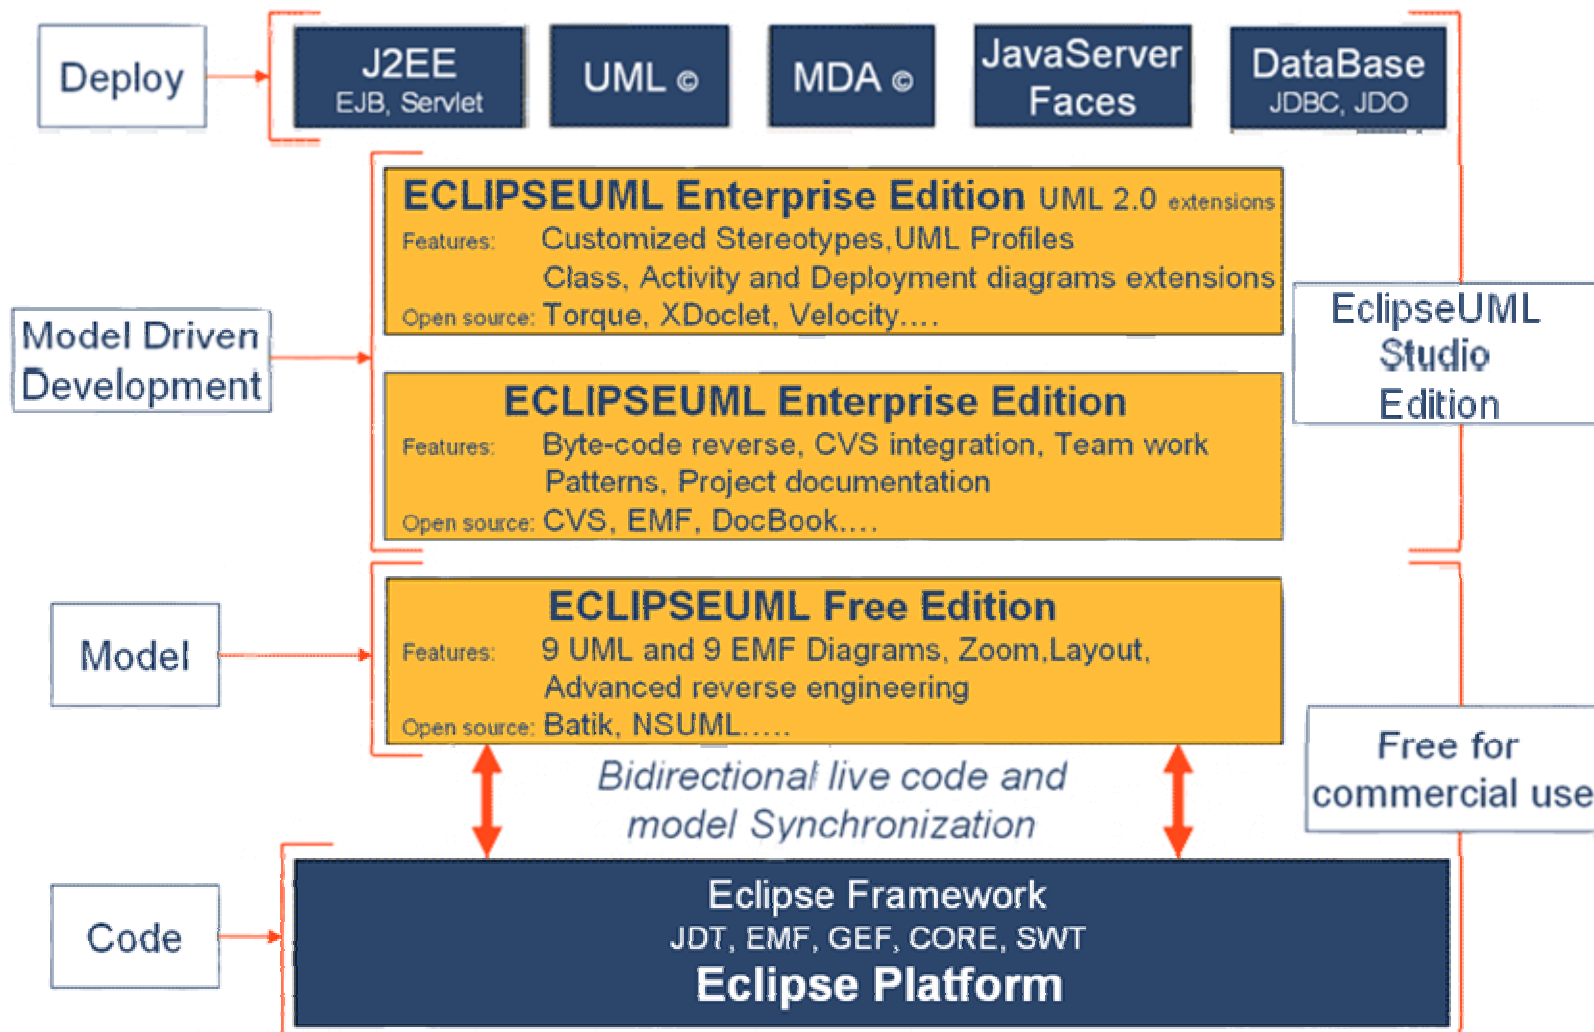 Deploy
J2EE
EJB, Servlet
UML ©
MDA ©
JavaServer
Faces
DataBase
JDBC, JDO
ECLIPSEUML Enterprise Edition UML 2.0 extensions
Features: Customized Stereotypes,UML Profiles
Class, Activity and Deployment diagrams extensions
Open source: Torque, XDoclet, Velocity....
Model Driven
Development
EclipseUML
Studio
Edition
ECLIPSEUML Enterprise Edition
Features: Byte-code reverse, CVS integration, Team work
Patterns, Project documentation
Open source: CVS, EMF, DocBook....
Model
ECLIPSEUML Free Edition
Features: 9 UML and 9 EMF Diagrams, Zoom,Layout,
Advanced reverse engineering
Open source: Batik, NSUML.....
Free for
commercial use
Bidirectional live code and
model Synchronization
Code
Eclipse Framework
JDT, EMF, GEF, CORE, SWT
Eclipse Platform